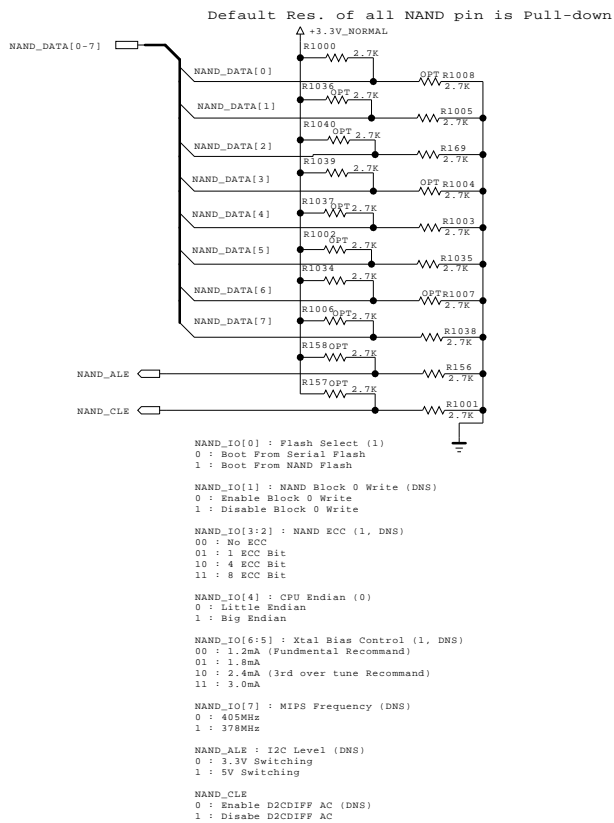 Default Res. of all NAND pin is Pull-down
+3.3V_NORMAL
NAND_DATA[0-7]
R1000
2.7K
NAND_DATA[0]
OPT R1008
2.7K
R1036
OPT
2.7K
NAND_DATA[1]
R1005
2.7K
R1040
OPT
2.7K
NAND_DATA[2]
R169
2.7K
R1039
2.7K
NAND_DATA[3]
OPT R1004
2.7K
R1037
OPT
2.7K
NAND_DATA[4]
R1003
2.7K
R1002
OPT
2.7K
NAND_DATA[5]
R1035
2.7K
R1034
2.7K
NAND_DATA[6]
OPT R1007
2.7K
R1006
OPT
2.7K
NAND_DATA[7]
R1038
2.7K
R158 OPT
2.7K
NAND_ALE
R156
2.7K
R157 OPT
2.7K
NAND_CLE
R1001
2.7K
NAND_IO[0] : Flash Select (1)
0 : Boot From Serial Flash
1 : Boot From NAND Flash
NAND_IO[1] : NAND Block 0 Write (DNS)
0 : Enable Block 0 Write
1 : Disable Block 0 Write
NAND_IO[3:2] : NAND ECC (1, DNS)
00 : No ECC
01 : 1 ECC Bit
10 : 4 ECC Bit
11 : 8 ECC Bit
NAND_IO[4] : CPU Endian (0)
0 : Little Endian
1 : Big Endian
NAND_IO[6:5] : Xtal Bias Control (1, DNS)
00 : 1.2mA (Fundmental Recommand)
01 : 1.8mA
10 : 2.4mA (3rd over tune Recommand)
11 : 3.0mA
NAND_IO[7] : MIPS Frequency (DNS)
0 : 405MHz
1 : 378MHz
NAND_ALE : I2C Level (DNS)
0 : 3.3V Switching
1 : 5V Switching
NAND_CLE
0 : Enable D2CDIFF AC (DNS)
1 : Disabe D2CDIFF AC